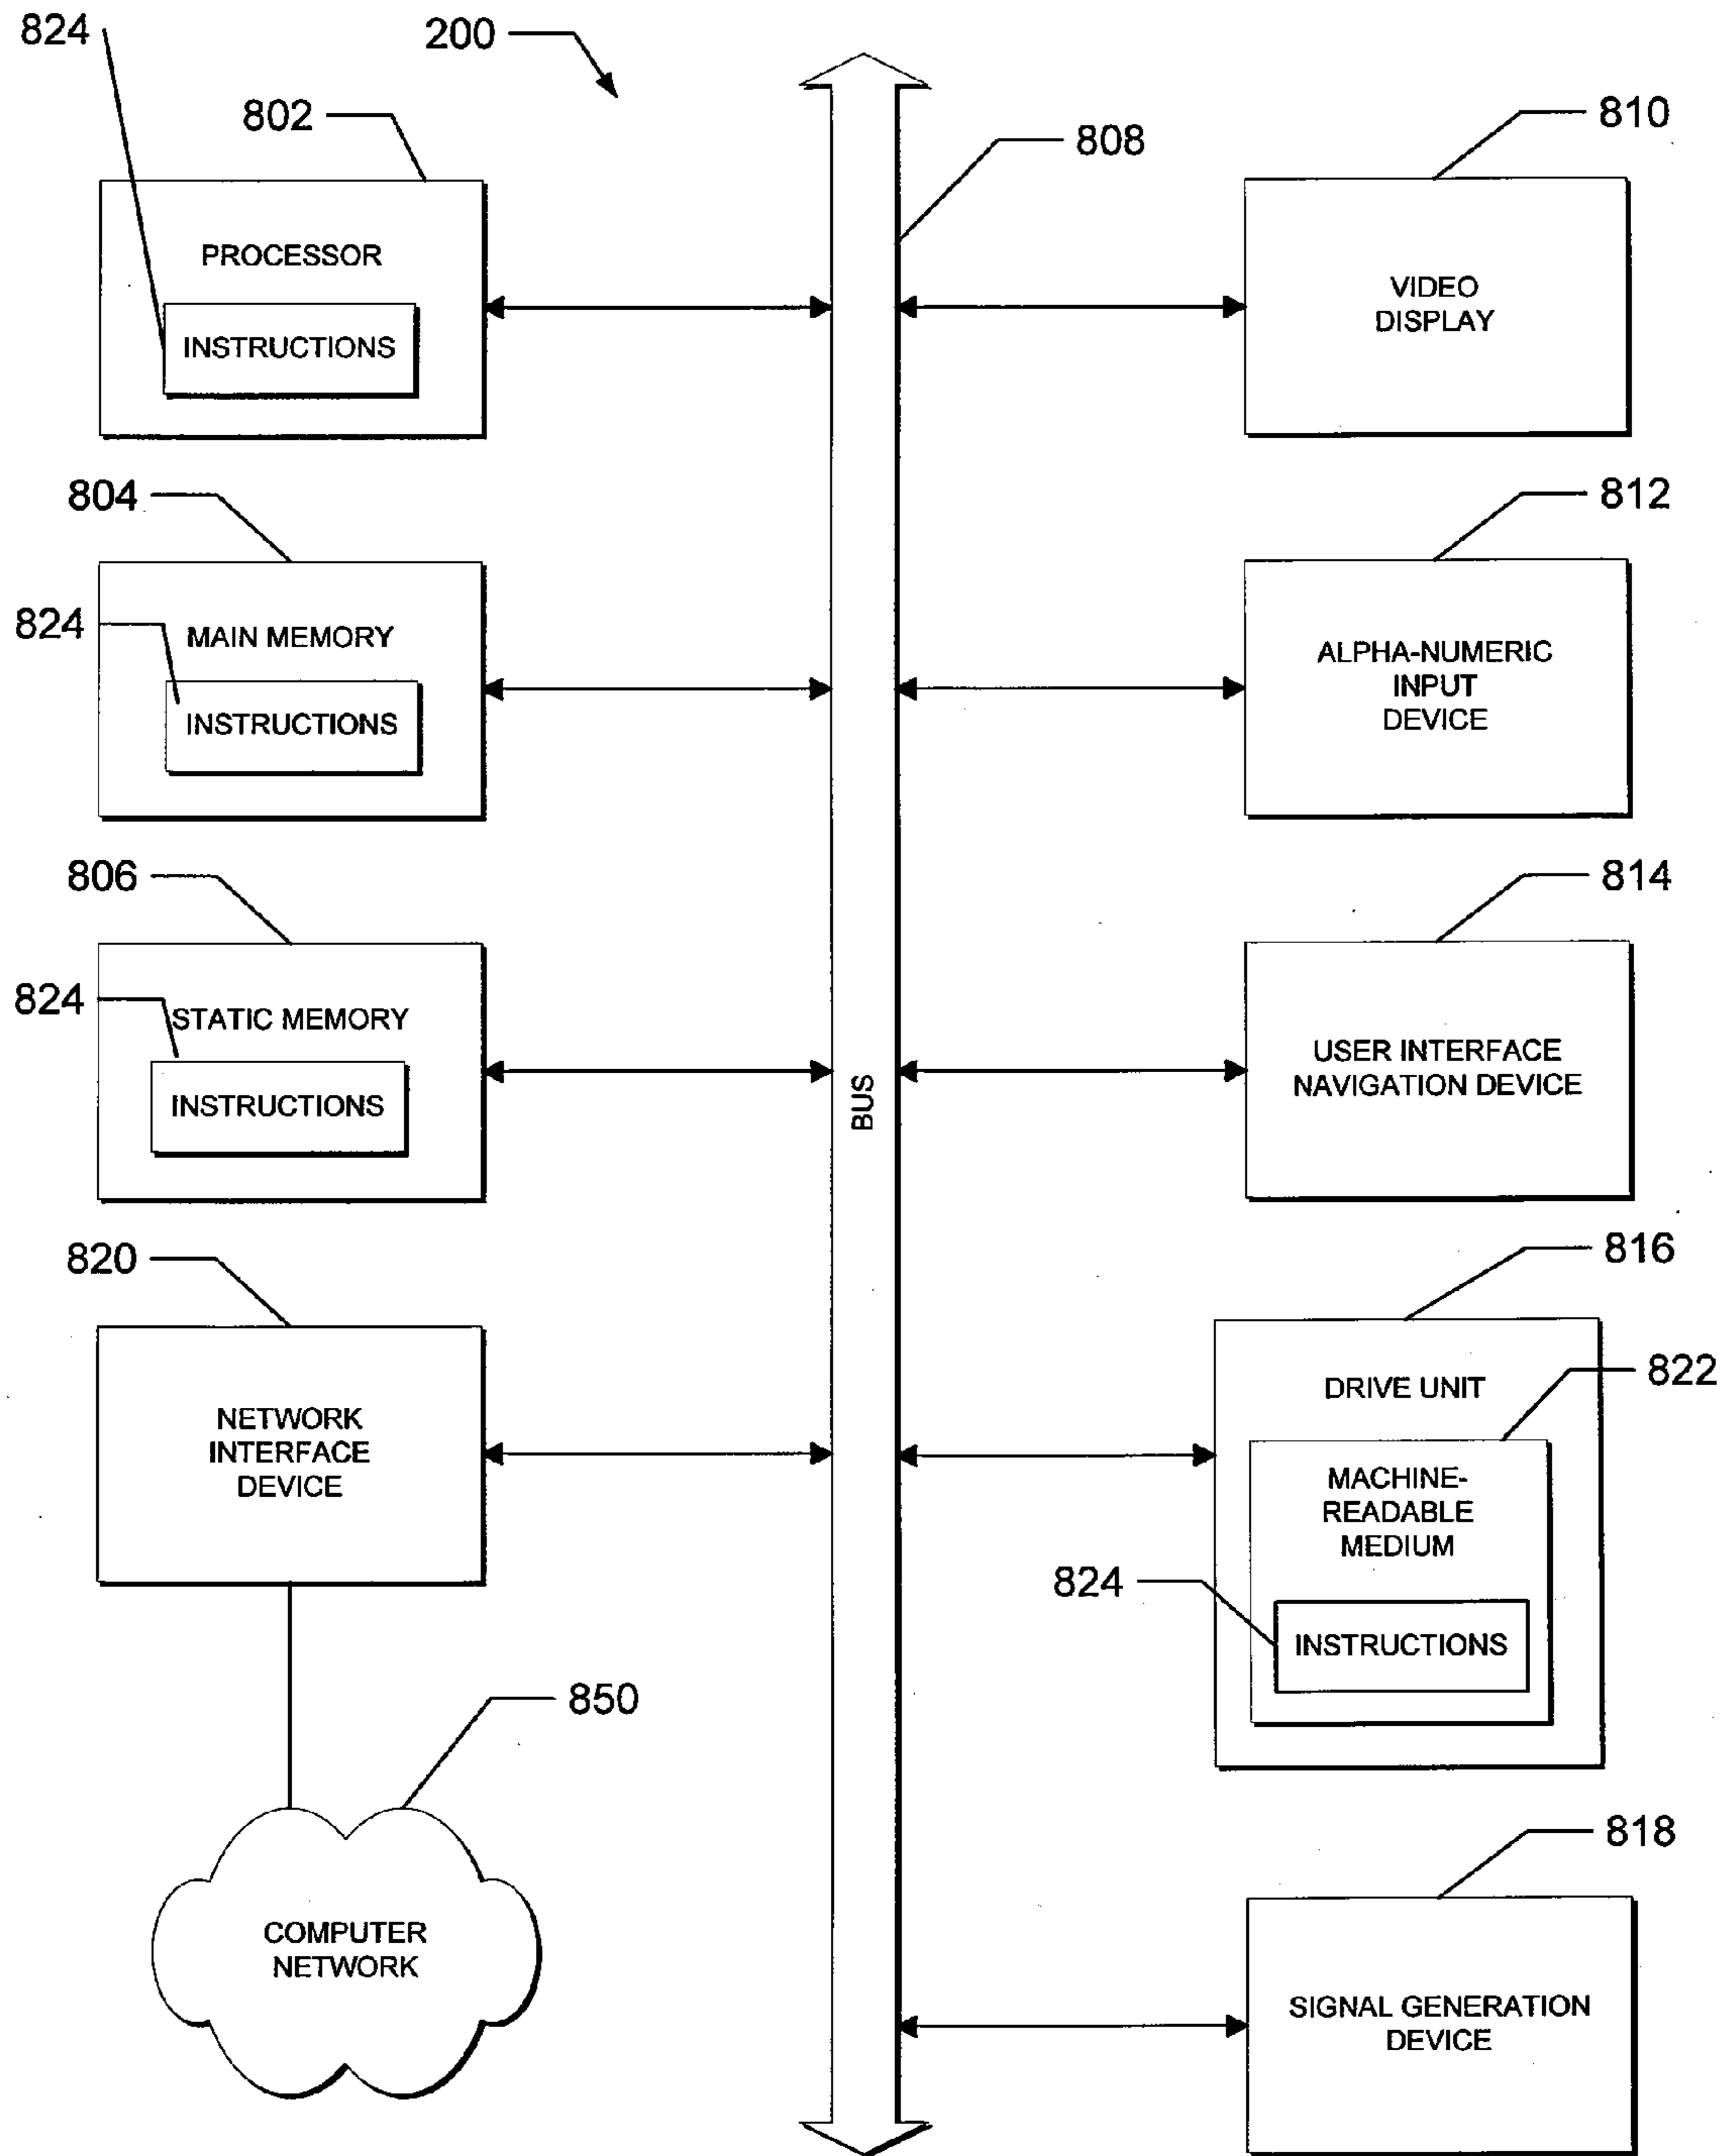 824
200
802
808
810
PROCESSOR
INSTRUCTIONS
VIDEO
DISPLAY
804
812
824
MAIN MEMORY
INSTRUCTIONS
ALPHA-NUMERIC
INPUT
DEVICE
806
814
824
STATIC MEMORY
INSTRUCTIONS
BUS
USER INTERFACE
NAVIGATION DEVICE
820
816
822
NETWORK
INTERFACE
DEVICE
DRIVE UNIT
MACHINE-
READABLE
MEDIUM
824
INSTRUCTIONS
850
818
COMPUTER
NETWORK
SIGNAL GENERATION
DEVICE